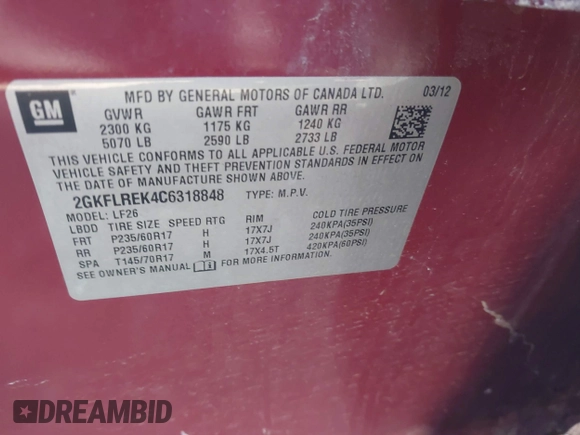 GM
MFD BY GENERAL MOTORS OF CANADA LTD. 03/12
GVWR GAWR FRT GAWR RR
2300 KG 1175 KG 1240 KG
5070 LB 2590 LB 2733 LB
THIS VEHICLE CONFORMS TO ALL APPLICABLE U.S. FEDERAL MOTOR
VEHICLE SAFETY AND THEFT PREVENTION STANDARDS IN EFFECT ON
THE DATE OF MANUFACTURE SHOWN ABOVE.
2GKFLREK4C6318848 TYPE: M.P.V.
MODEL: LF26
LBDD TIRE SIZE SPEED RTG RIM COLD TIRE PRESSURE
FRT P235/60R17 H 17X7J 240KPA(35PSI)
RR P235/60R17 H 17X7J 240KPA(35PSI)
SPA T145/70R17 M 17X4.5T 420KPA(60PSI)
SEE OWNER'S MANUAL FOR MORE INFORMATION.
DREAMBID